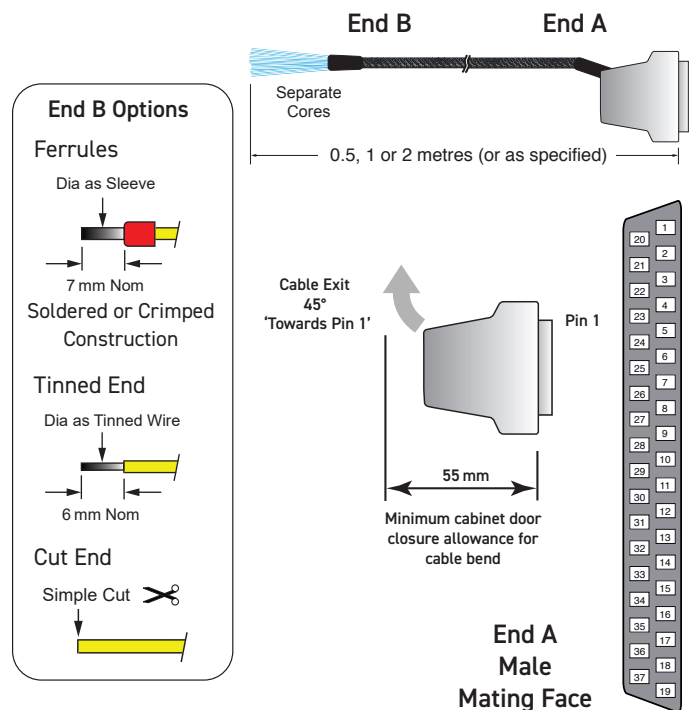 End B
End A
Separate
Cores
0.5, 1 or 2 metres (or as specified)
End B Options
Ferrules
Dia as Sleeve
7 mm Nom
Soldered or Crimped
Construction
Tinned End
Dia as Tinned Wire
6 mm Nom
Cut End
Simple Cut
Cable Exit
45°
'Towards Pin 1'
Pin 1
55 mm
Minimum cabinet door
closure allowance for
cable bend
1
20
2
21
3
22
4
23
5
24
6
25
7
26
8
27
9
28
10
29
11
30
12
31
13
32
14
33
15
34
16
35
17
36
18
37
19
End A
Male
Mating Face